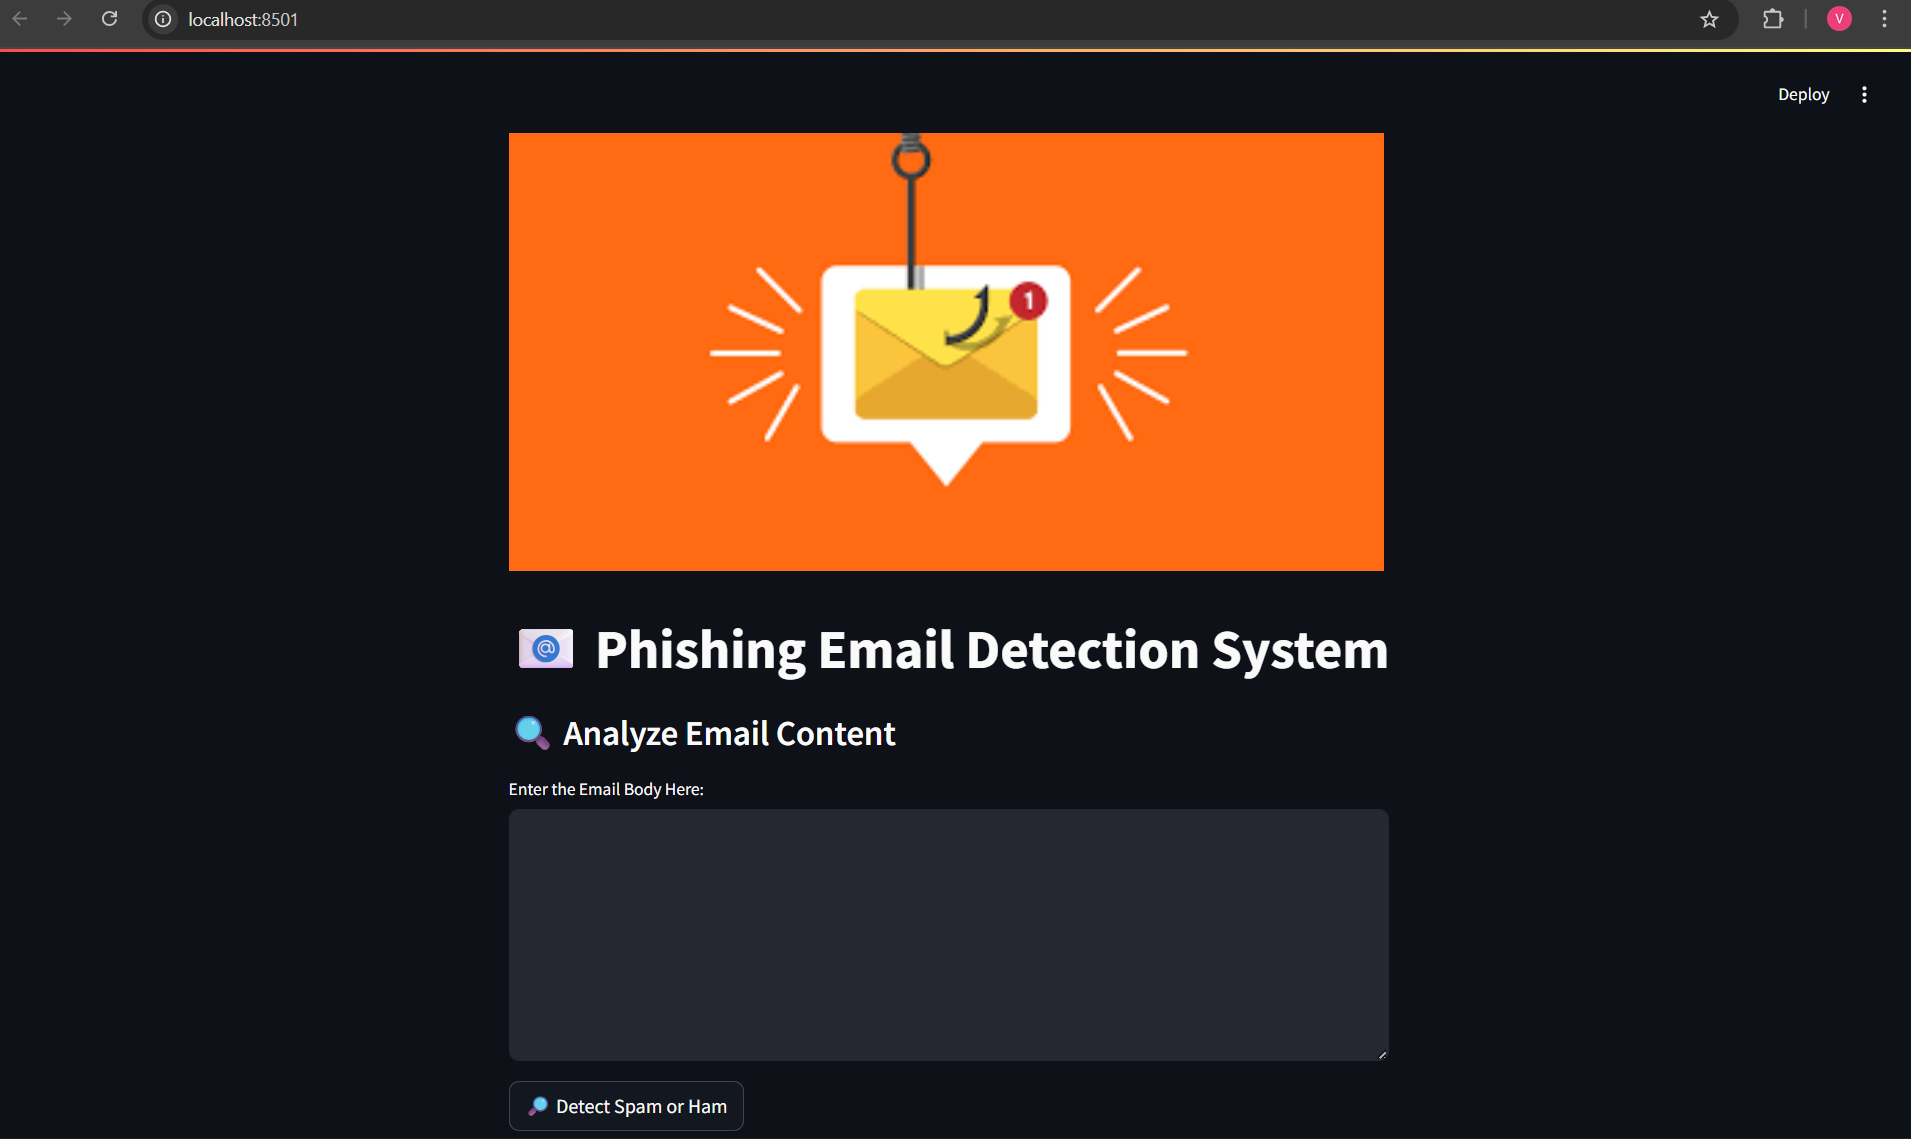 localhost:8501
V
Deploy
1
@ Phishing Email Detection System
Analyze Email Content
Enter the Email Body Here:
Detect Spam or Ham